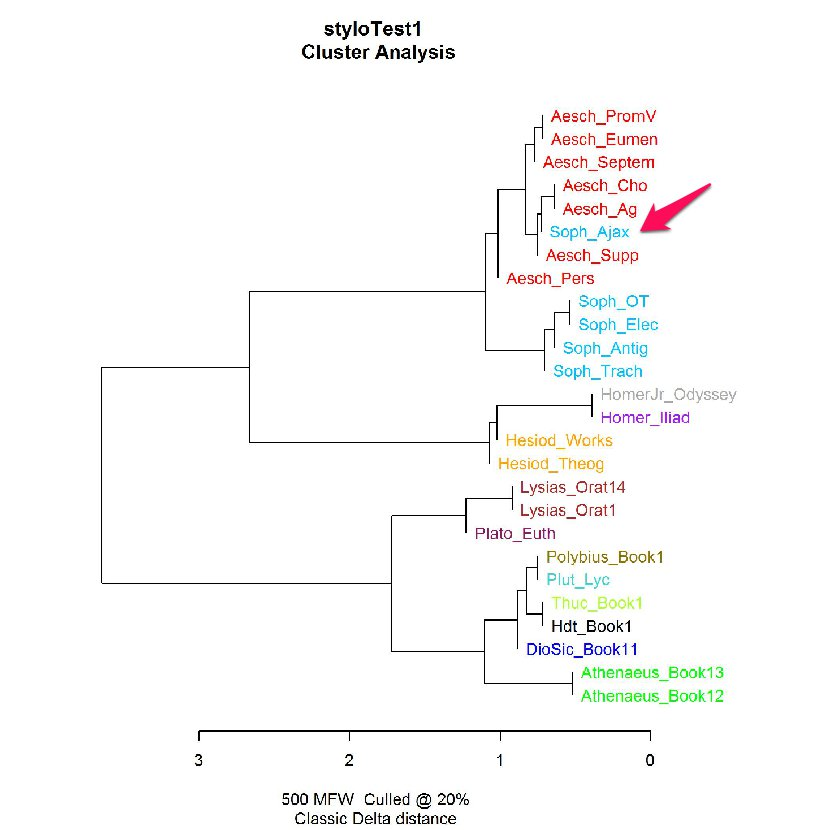 styloTest1
Cluster Analysis
Aesch_PromV
Aesch_Eumen
Aesch_Septem
Aesch_Cho
Aesch_Ag
Soph_Ajax
Aesch_Supp
Aesch_Pers
Soph_OT
Soph_Elec
Soph_Antig
Soph_Trach
HomerJr_Odyssey
Homer_Iliad
Hesiod_Works
Hesiod_Theog
Lysias_Orat14
Lysias_Orat1
Plato_Euth
Polybius_Book1
Plut_Lyc
Thuc_Book1
Hdt_Book1
DioSic_Book11
Athenaeus_Book13
Athenaeus_Book12
3 2 1 0
500 MFW Culled @ 20%
Classic Delta distance